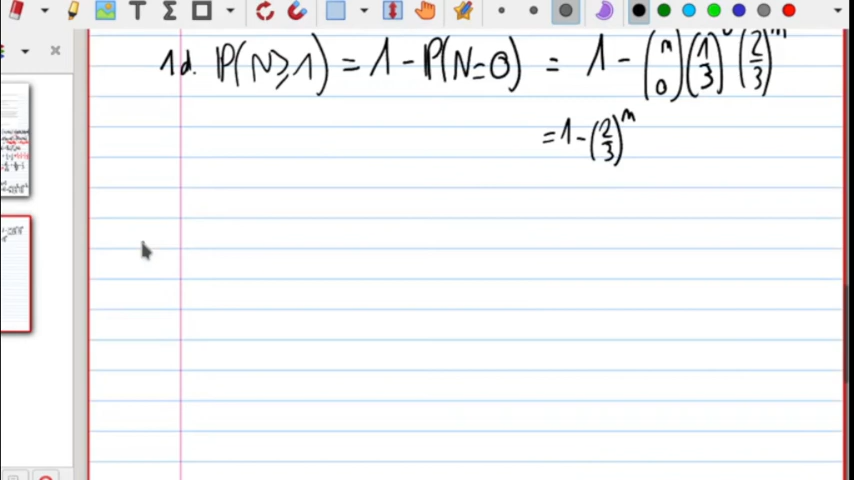 1d. P(N⩾1) = 1 - P(N=0) = 1 - (n 0) (1/3)^0 (2/3)^n
= 1 - (2/3)^n